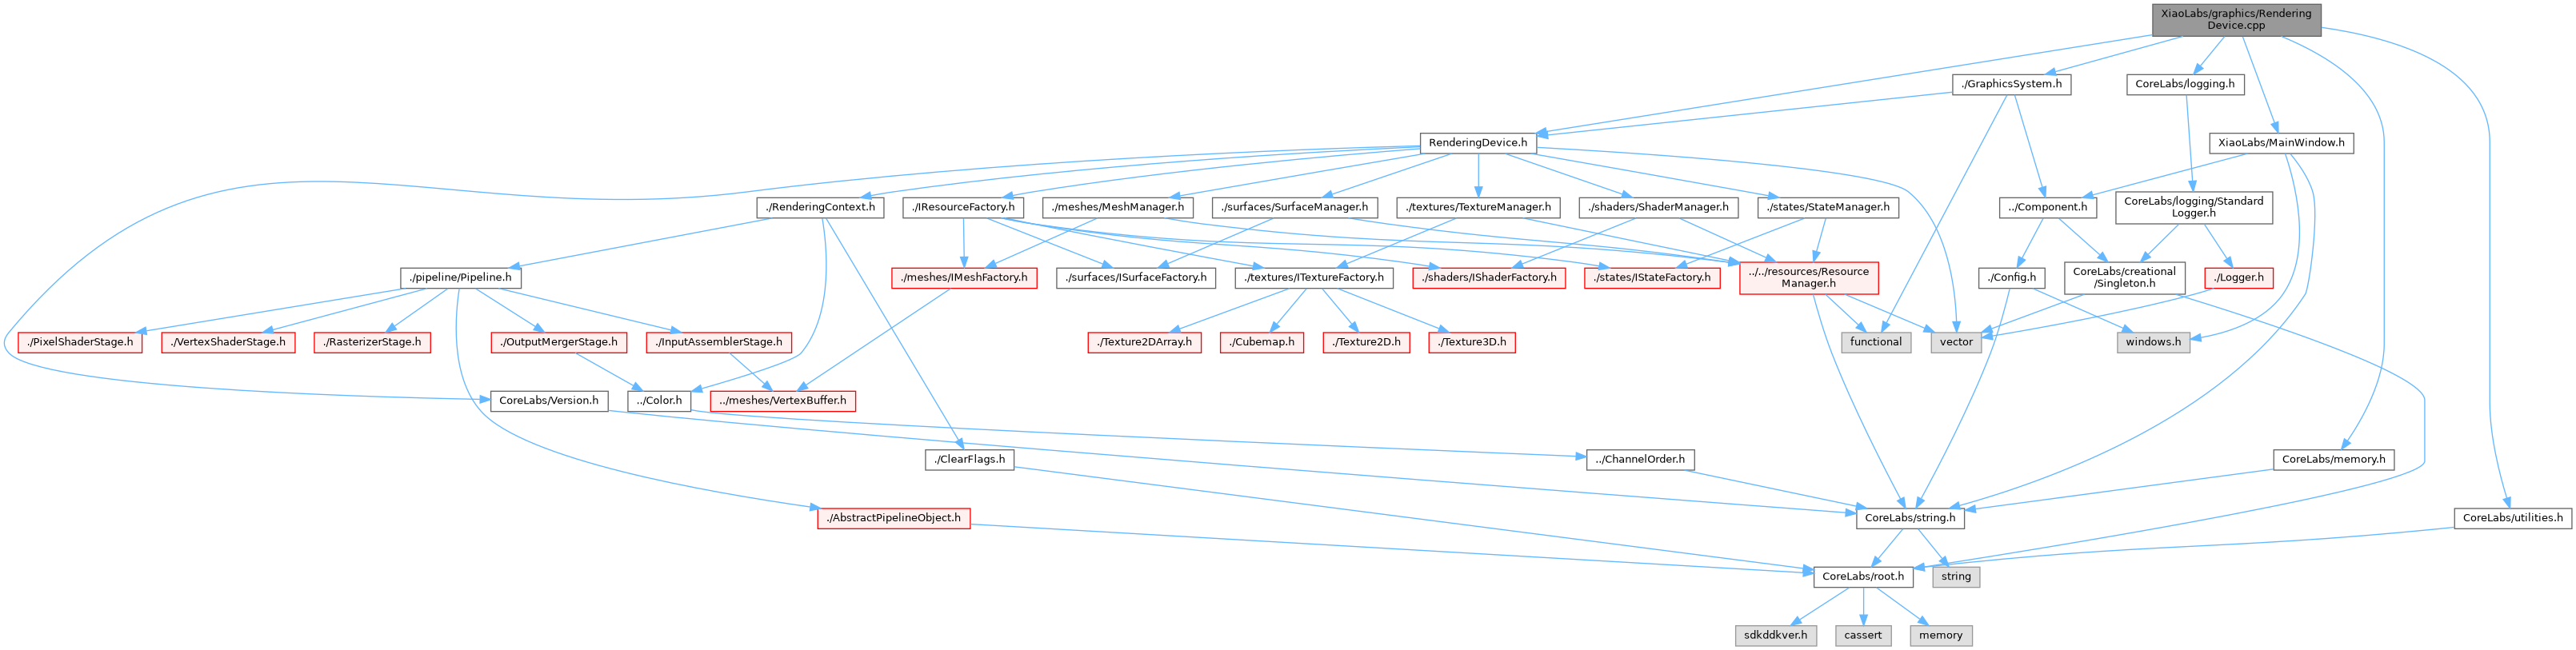 XiaoLabs/graphics/Rendering
Device.cpp
./GraphicsSystem.h
CoreLabs/logging.h
RenderingDevice.h
XiaoLabs/MainWindow.h
./RenderingContext.h
./IResourceFactory.h
./meshes/MeshManager.h
./surfaces/SurfaceManager.h
./textures/TextureManager.h
./shaders/ShaderManager.h
./states/StateManager.h
../Component.h
CoreLabs/logging/Standard
Logger.h
./pipeline/Pipeline.h
./meshes/IMeshFactory.h
./surfaces/ISurfaceFactory.h
./textures/ITextureFactory.h
./shaders/IShaderFactory.h
./states/IStateFactory.h
../../resources/Resource
Manager.h
./Config.h
CoreLabs/creational
/Singleton.h
./Logger.h
./PixelShaderStage.h
./VertexShaderStage.h
./RasterizerStage.h
./OutputMergerStage.h
./InputAssemblerStage.h
./Texture2DArray.h
./Cubemap.h
./Texture2D.h
./Texture3D.h
functional
vector
windows.h
CoreLabs/Version.h
../Color.h
../meshes/VertexBuffer.h
./ClearFlags.h
../ChannelOrder.h
CoreLabs/memory.h
./AbstractPipelineObject.h
CoreLabs/string.h
CoreLabs/utilities.h
CoreLabs/root.h
string
sdkddkver.h
cassert
memory